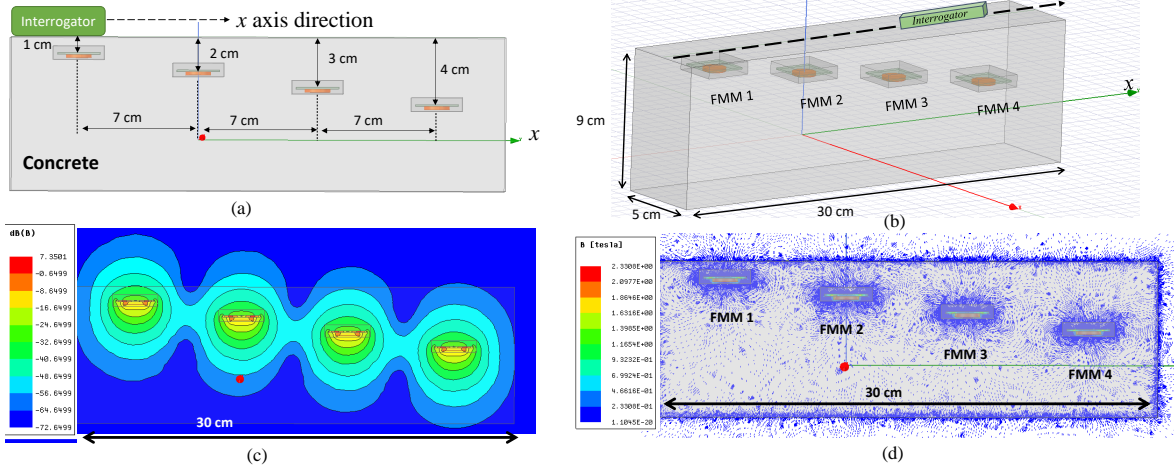 Interrogator
x axis direction
1 cm
2 cm
3 cm
4 cm
7 cm
7 cm
7 cm
x
Concrete
(a)
Interrogator
FMM 1
FMM 2
FMM 3
FMM 4
x
9 cm
5 cm
30 cm
(b)
dB(B)
7.3501
-0.6499
-8.6499
-16.6499
-24.6499
-32.6499
-40.6499
-48.6499
-56.6499
-64.6499
-72.6499
30 cm
(c)
B [tesla]
2.3308E+00
2.0977E+00
1.8646E+00
1.6316E+00
1.3985E+00
1.1654E+00
9.3232E-01
6.9924E-01
4.6616E-01
2.3308E-01
1.1045E-20
FMM 1
FMM 2
FMM 3
FMM 4
30 cm
(d)